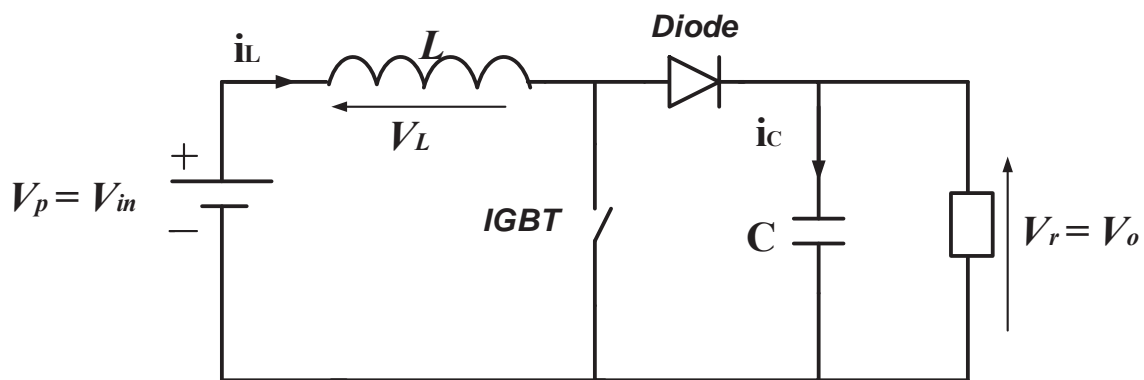 Diode
iL
L
VL
iC
+
Vp = Vin
−
IGBT
C
Vr = Vo